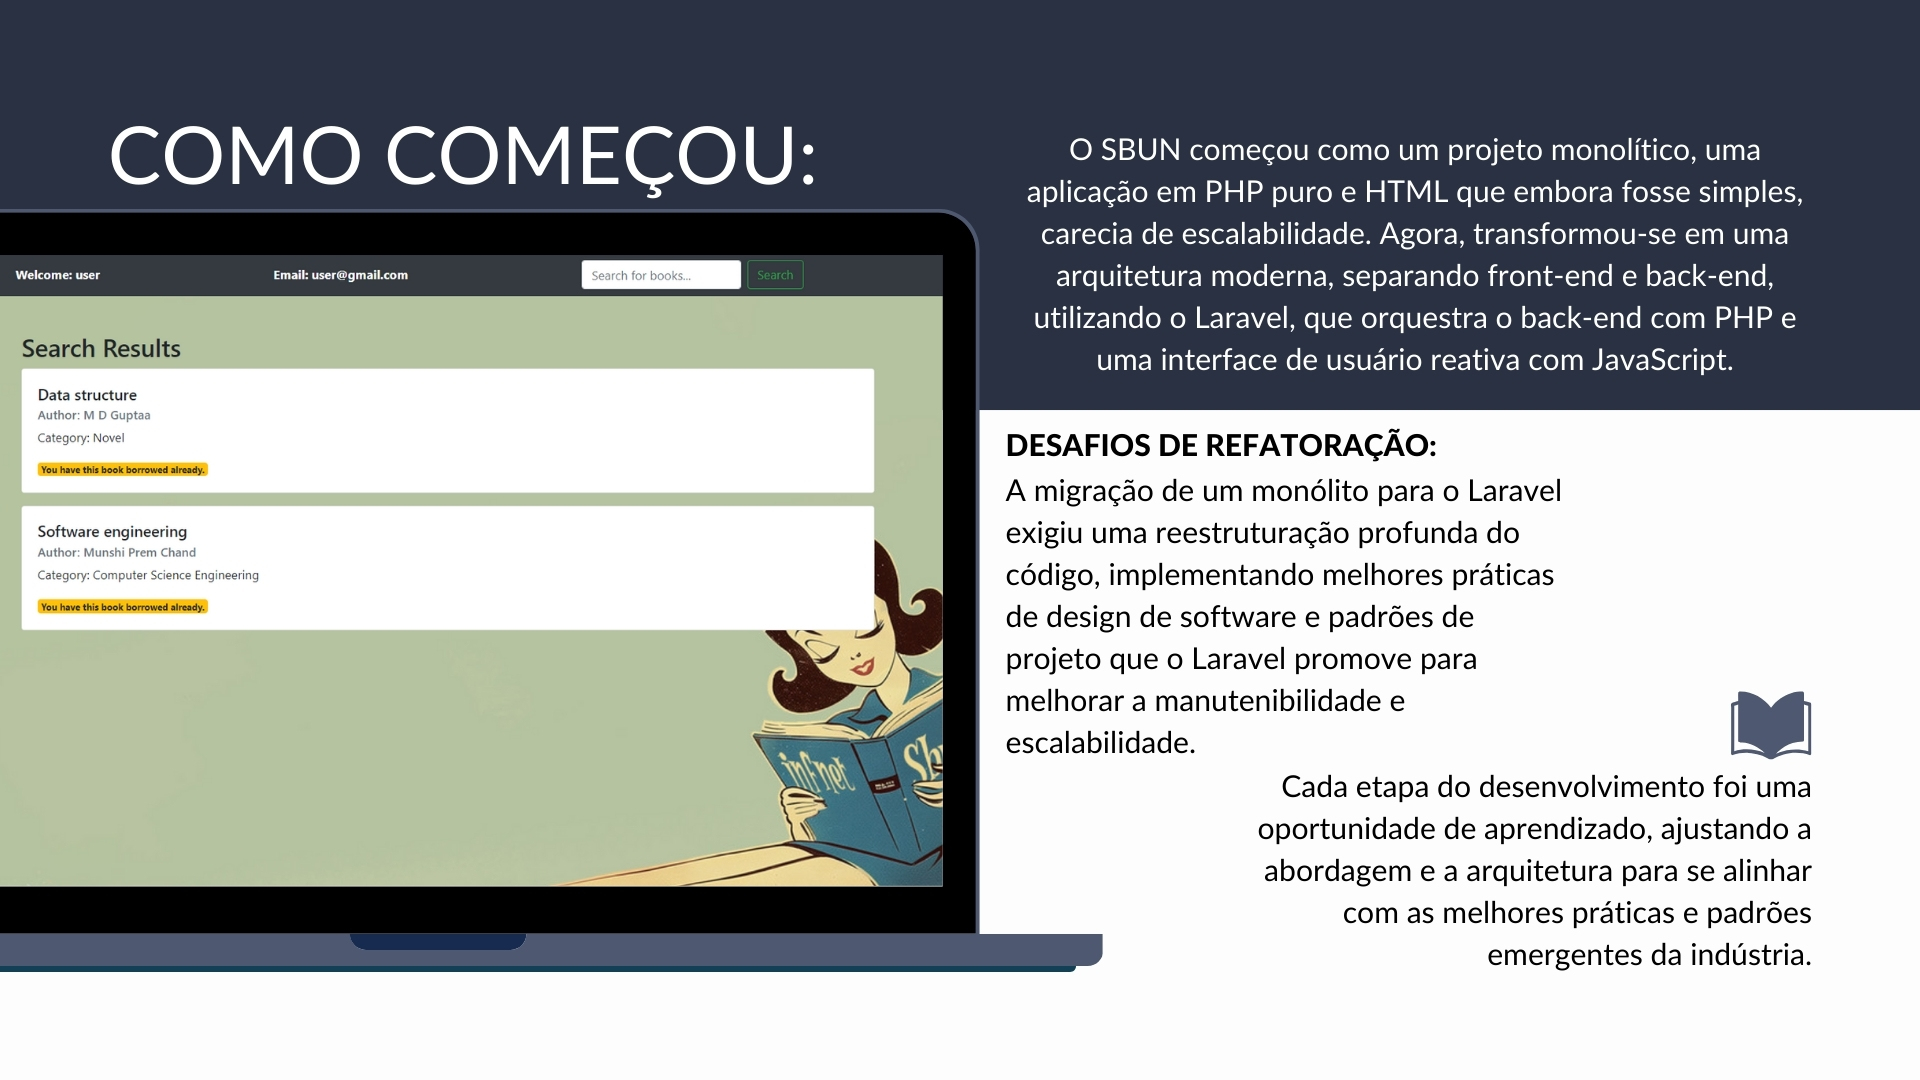 COMO COMEÇOU:
O SBUN começou como um projeto monolítico, uma
aplicação em PHP puro e HTML que embora fosse simples,
carecia de escalabilidade. Agora, transformou-se em uma
arquitetura moderna, separando front-end e back-end,
utilizando o Laravel, que orquestra o back-end com PHP e
uma interface de usuário reativa com JavaScript.
Welcome: user
Email: user@gmail.com
Search for books...
Search
Search Results
Data structure
Author: M D Guptaa
Category: Novel
You have this book borrowed already.
Software engineering
Author: Munshi Prem Chand
Category: Computer Science Engineering
You have this book borrowed already.
infnet
DESAFIOS DE REFATORAÇÃO:
A migração de um monólito para o Laravel
exigiu uma reestruturação profunda do
código, implementando melhores práticas
de design de software e padrões de
projeto que o Laravel promove para
melhorar a manutenibilidade e
escalabilidade.
Cada etapa do desenvolvimento foi uma
oportunidade de aprendizado, ajustando a
abordagem e a arquitetura para se alinhar
com as melhores práticas e padrões
emergentes da indústria.